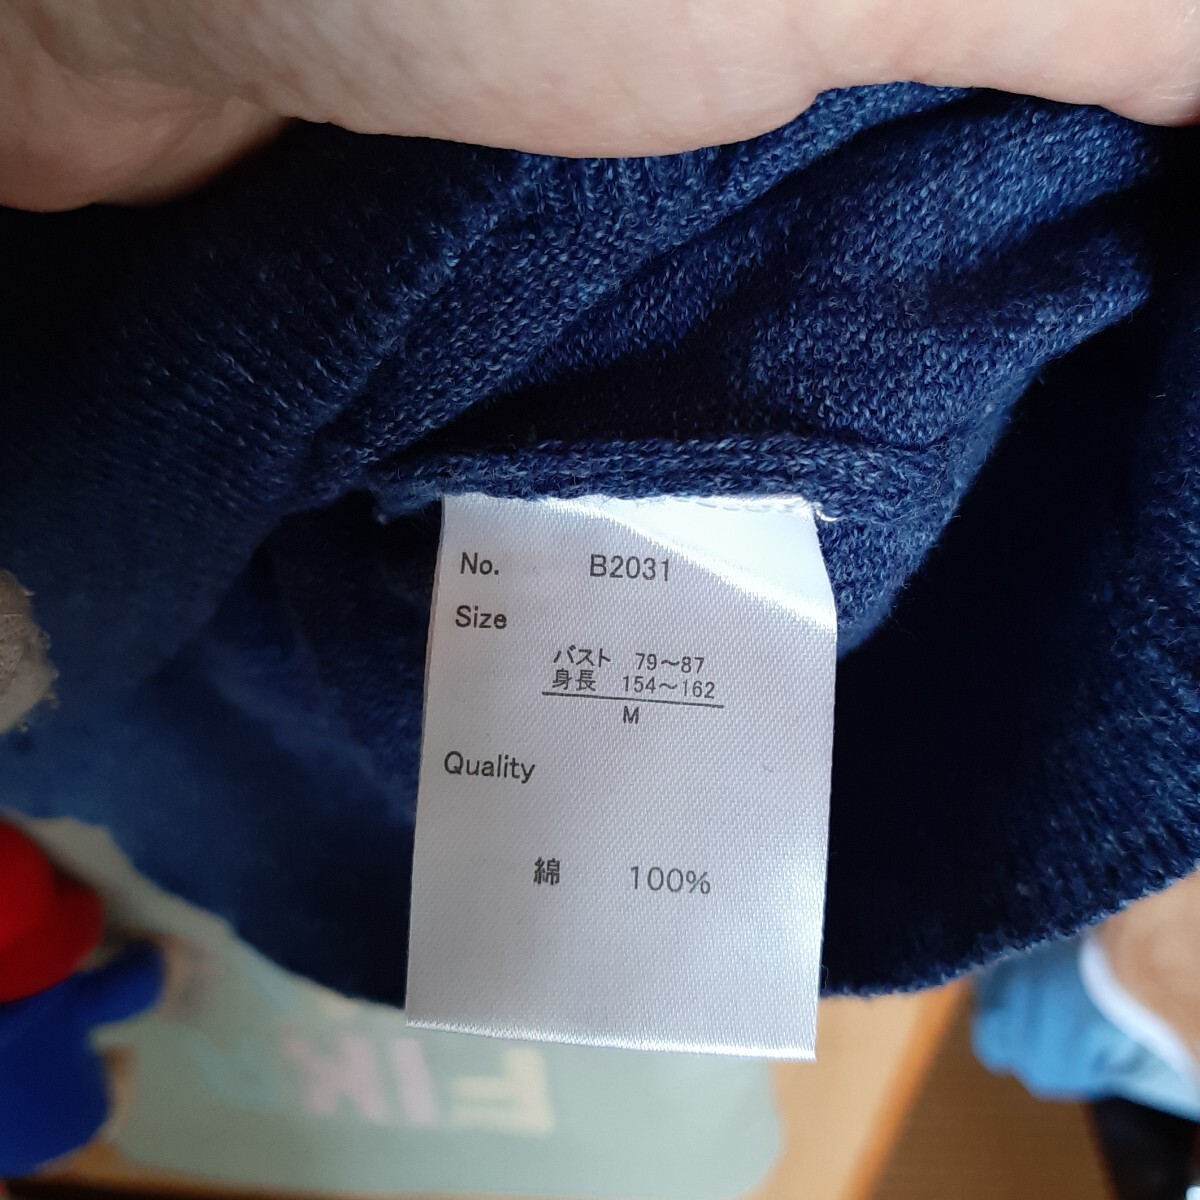 No. B2031
Size
バスト 79～87
身長 154～162
M
Quality
綿 100%